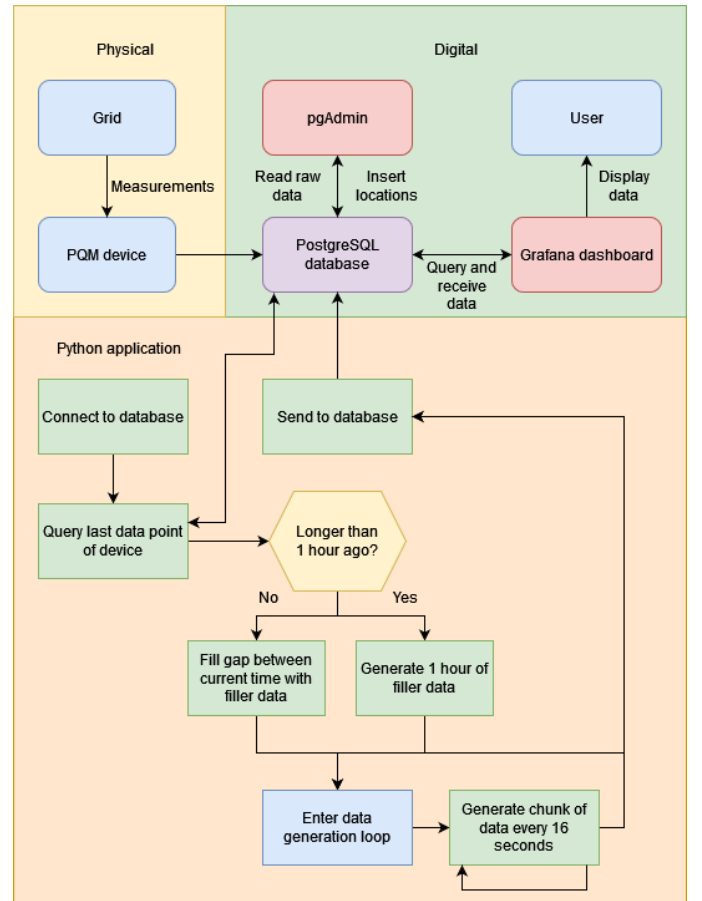 Physical
Digital
Grid
pgAdmin
User
Measurements
Read raw
data
Insert
locations
Display
data
PQM device
PostgreSQL
database
Grafana dashboard
Query and
receive
data
Python application
Connect to database
Send to database
Query last data point
of device
Longer than
1 hour ago?
No
Yes
Fill gap between
current time with
filler data
Generate 1 hour of
filler data
Enter data
generation loop
Generate chunk of
data every 16
seconds